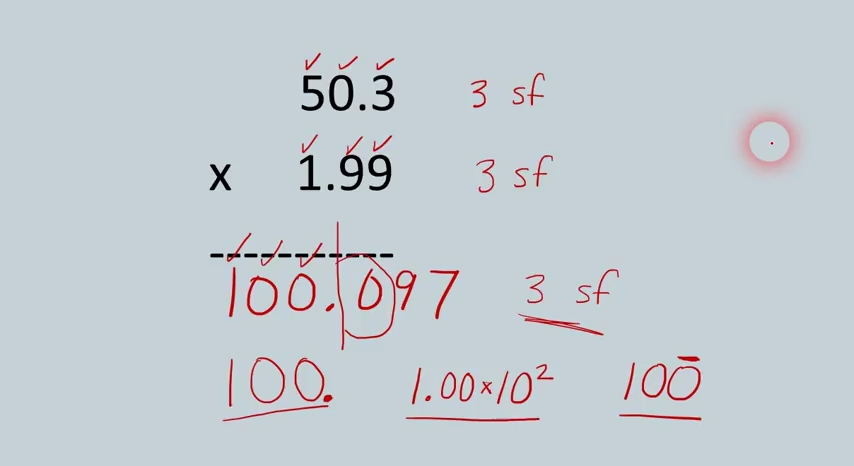 50.3 3 sf
x 1.99 3 sf
--------------
100.097 3 sf
100. 1.00×10² 100̅